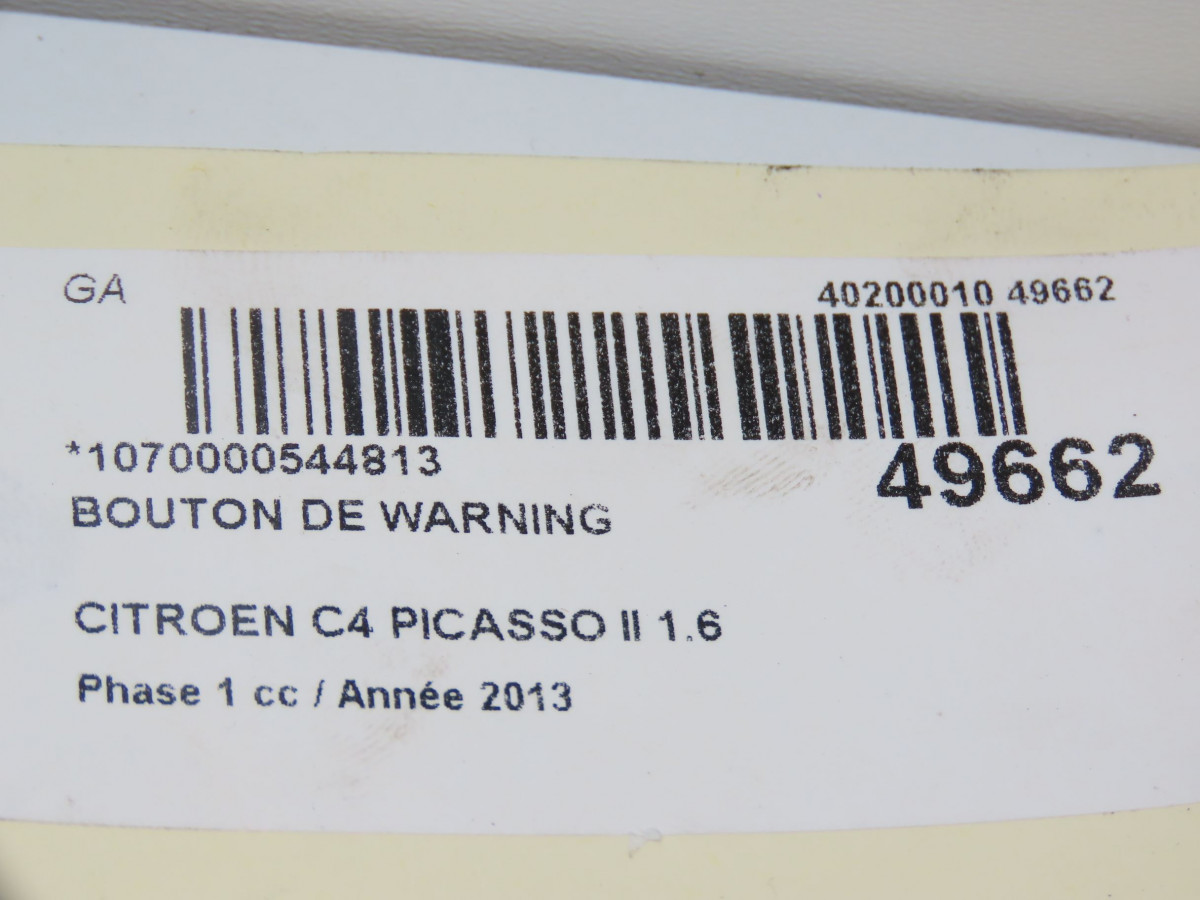 GA
40200010 49662
*1070000544813
49662
BOUTON DE WARNING
CITROEN C4 PICASSO II 1.6
Phase 1 cc / Année 2013